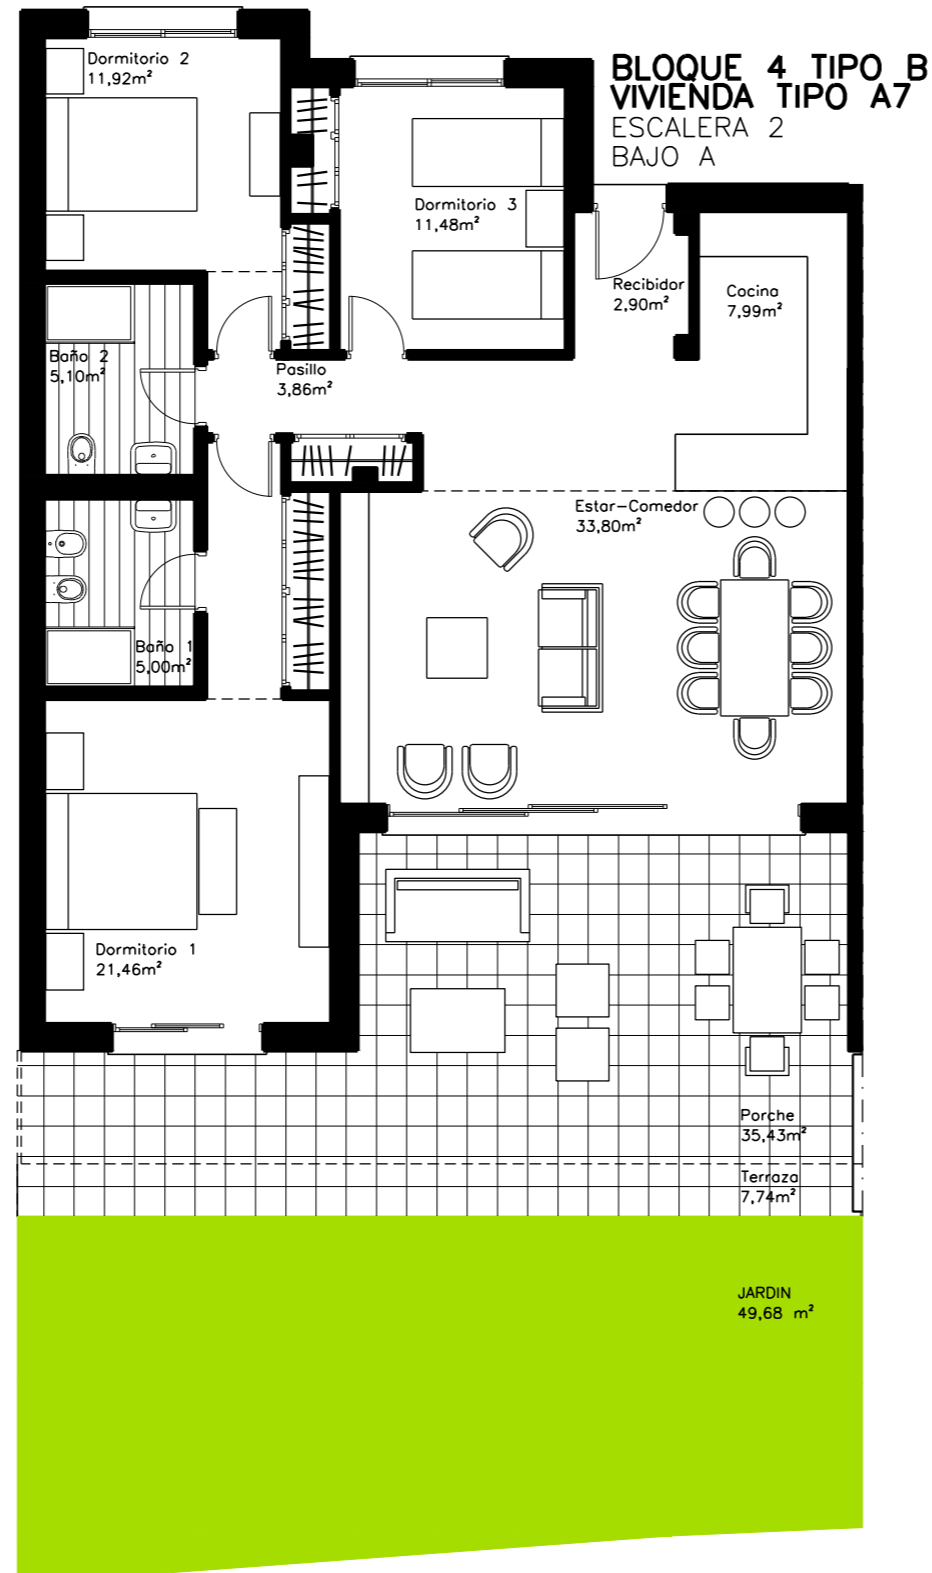 BLOQUE 4 TIPO B
VIVIENDA TIPO A7
ESCALERA 2
BAJO A
Dormitorio 2
11,92m²
Dormitorio 3
11,48m²
Recibidor
2,90m²
Cocina
7,99m²
Baño 2
5,10m²
Pasillo
3,86m²
Estar-Comedor
33,80m²
Baño 1
5,00m²
Dormitorio 1
21,46m²
Porche
35,43m²
Terraza
7,74m²
JARDIN
49,68 m²